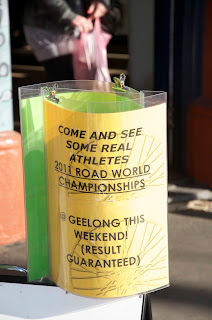 COME AND SEE
SOME REAL
ATHLETES
2011 ROAD WORLD
CHAMPIONSHIPS
@ GEELONG THIS
WEEKEND!
(RESULT
GUARANTEED)